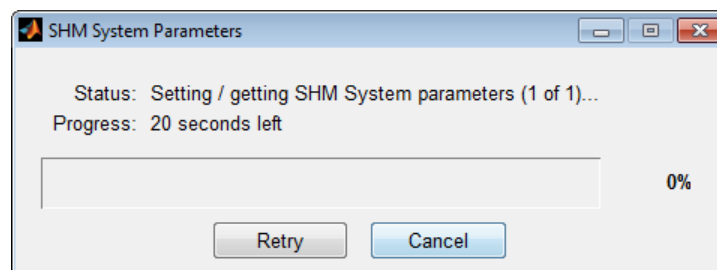 SHM System Parameters
Status: Setting / getting SHM System parameters (1 of 1)...
Progress: 20 seconds left
0%
Retry Cancel